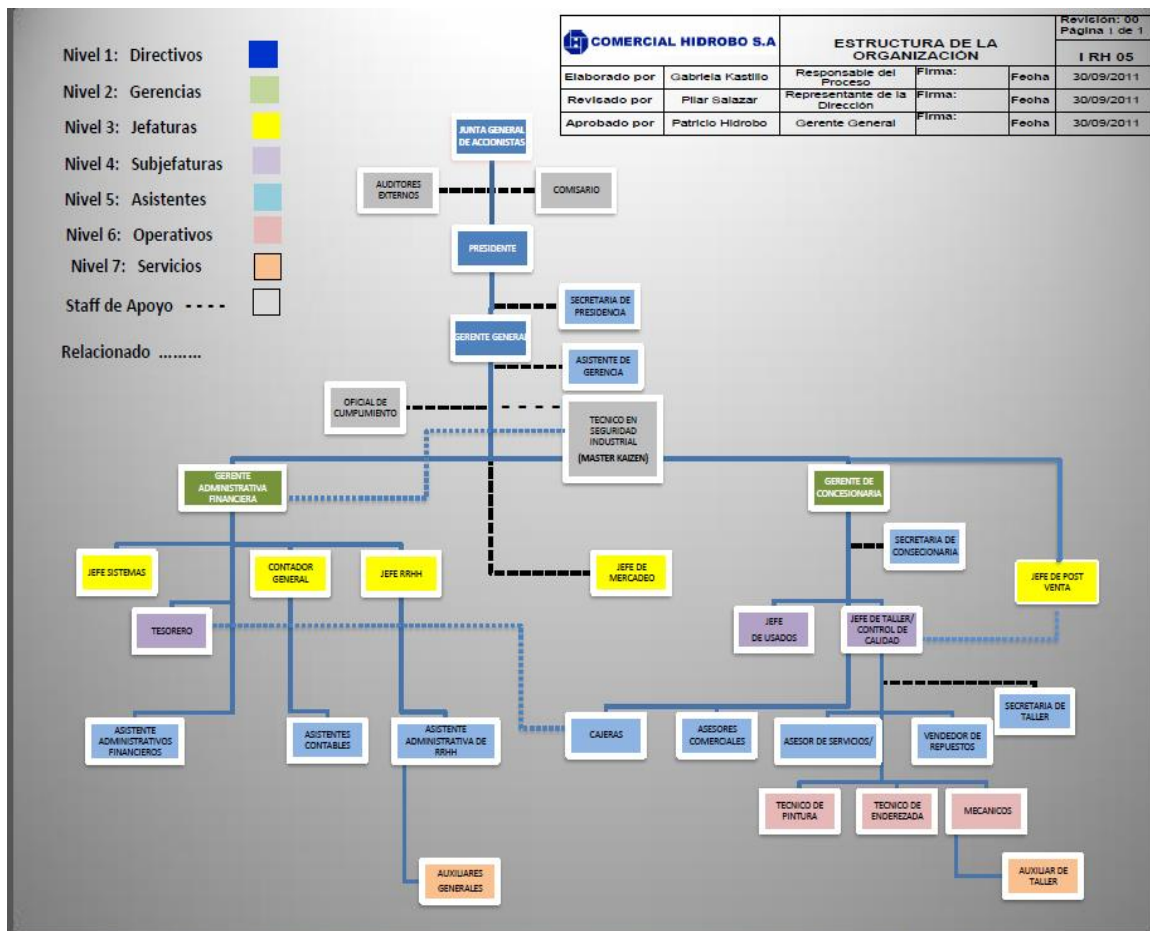 Nivel 1: Directivos
Nivel 2: Gerencias
Nivel 3: Jefaturas
Nivel 4: Subjefaturas
Nivel 5: Asistentes
Nivel 6: Operativos
Nivel 7: Servicios
Staff de Apoyo - - - -
Relacionado .........
COMERCIAL HIDROBO S.A
ESTRUCTURA DE LA
ORGANIZACIÓN
Revisión: 00
Página 1 de 1
I RH 05
Elaborado por Gabriela Kastillo Responsable del
Proceso Firma: Fecha 30/09/2011
Revisado por Pilar Salazar Representante de la
Dirección Firma: Fecha 30/09/2011
Aprobado por Patricio Hidrobo Gerente General Firma: Fecha 30/09/2011
JUNTA GENERAL
DE ACCIONISTAS
AUDITORES
EXTERNOS
COMISARIO
PRESIDENTE
SECRETARIA DE
PRESIDENCIA
GERENTE GENERAL
ASISTENTE DE
GERENCIA
OFICIAL DE
CUMPLIMIENTO
TECNICO EN
SEGURIDAD
INDUSTRIAL
(MASTER KAIZEN)
GERENTE
ADMINISTRATIVA
FINANCIERA
GERENTE DE
CONCESIONARIA
SECRETARIA DE
CONSECIONARIA
JEFE SISTEMAS
CONTADOR
GENERAL
JEFE RRHH
JEFE DE
MERCADEO
JEFE DE POST
VENTA
TESORERO
JEFE
DE USADOS
JEFE DE TALLER/
CONTROL DE
CALIDAD
SECRETARIA DE
TALLER
ASISTENTE
ADMINISTRATIVOS
FINANCIEROS
ASISTENTES
CONTABLES
ASISTENTE
ADMINISTRATIVA DE
RRHH
CAJERAS
ASESORES
COMERCIALES
ASESOR DE SERVICIOS/
VENDEDOR DE
REPUESTOS
TECNICO DE
PINTURA
TECNICO DE
ENDEREZADA
MECANICOS
AUXILIARES
GENERALES
AUXILIAR DE
TALLER